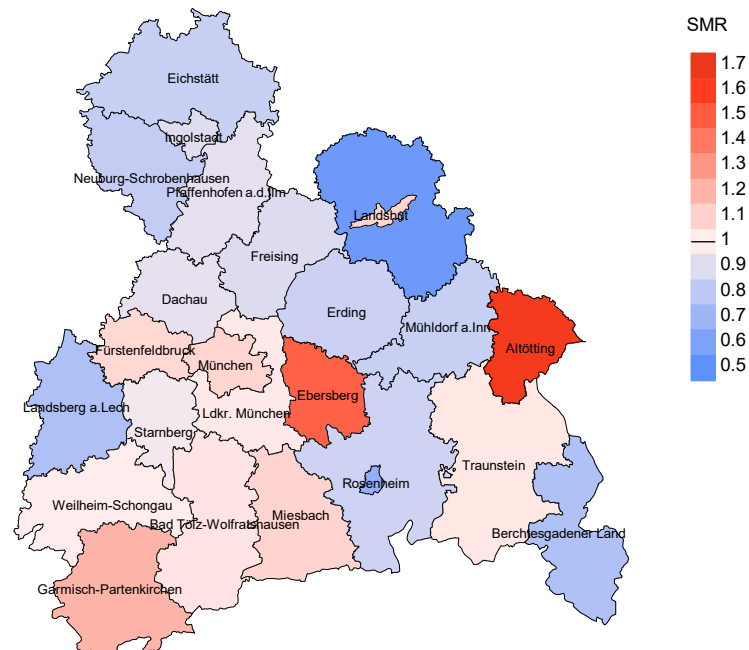 SMR
Eichstätt
1.7
1.6
1.5
1.4
1.3
1.2
1.1
1
0.9
0.8
0.7
0.6
0.5
Ingolstadt
Neuburg-Schrobenhausen
Pfaffenhofen a.d.Ilm
Landshut
Freising
Dachau
Erding
Mühldorf a.Inn
Altötting
Fürstenfeldbruck
München
Ebersberg
Landsberg a.Lech
Ldkr. München
Starnberg
Traunstein
Rosenheim
Weilheim-Schongau
Miesbach
Bad Tölz-Wolfratshausen
Berchtesgadener Land
Garmisch-Partenkirchen